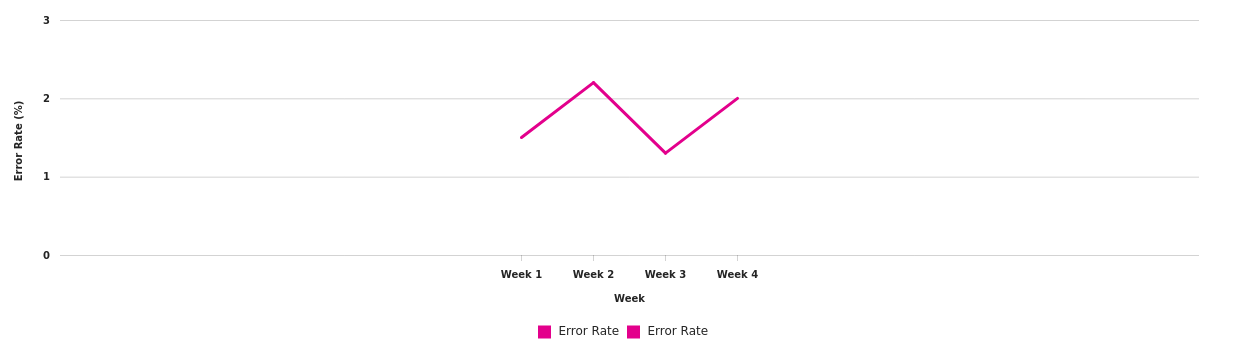 3
2
1
0
Error Rate (%)
Week 1 Week 2 Week 3 Week 4
Week
Error Rate Error Rate